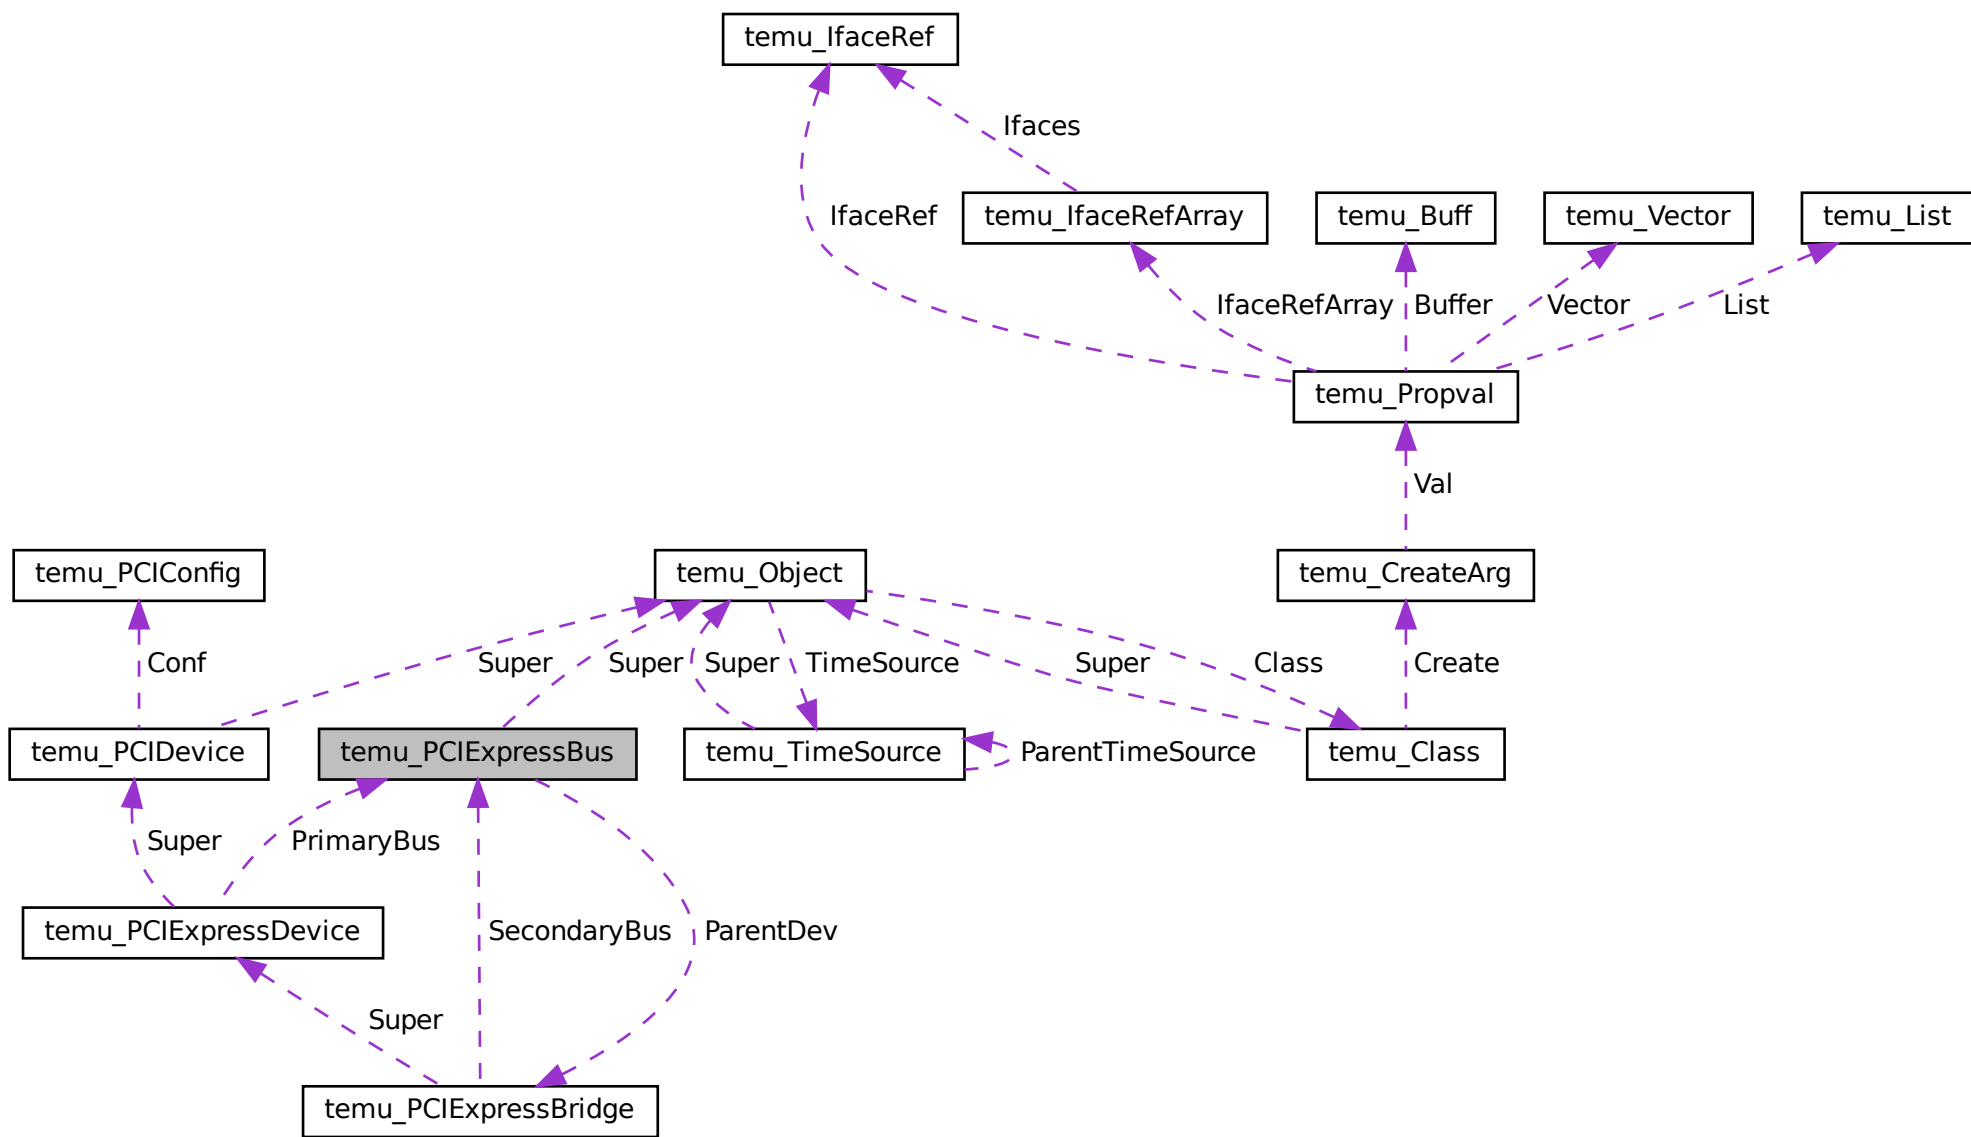 temu_IfaceRef
Ifaces
IfaceRef
temu_IfaceRefArray
temu_Buff
temu_Vector
temu_List
IfaceRefArray
Buffer
Vector
List
temu_Propval
Val
temu_PCIConfig
temu_Object
temu_CreateArg
Conf
Super
Super
Super
TimeSource
Super
Class
Create
temu_PCIDevice
temu_PCIExpressBus
temu_TimeSource
ParentTimeSource
temu_Class
Super
PrimaryBus
temu_PCIExpressDevice
SecondaryBus
ParentDev
Super
temu_PCIExpressBridge